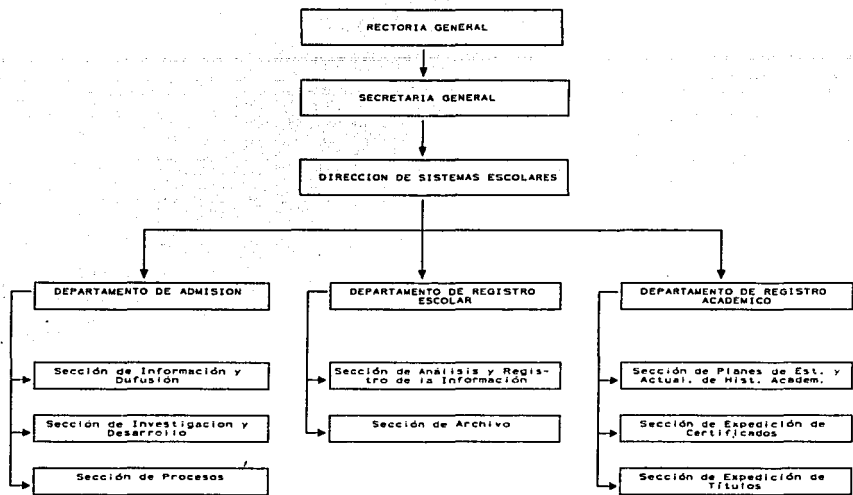 RECTORIA GENERAL
SECRETARIA GENERAL
DIRECCION DE SISTEMAS ESCOLARES
DEPARTAMENTO DE ADMISION
Sección de Información y
Dufusión
Sección de Investigacion y
Desarrollo
Sección de Procesos
DEPARTAMENTO DE REGISTRO
ESCOLAR
Sección de Análisis y Regis-
tro de la Información
Sección de Archivo
DEPARTAMENTO DE REGISTRO
ACADEMICO
Sección de Planes de Est. y
Actual. de Hist. Academ.
Sección de Expedición de
Certificados
Sección de Expedición de
Títulos